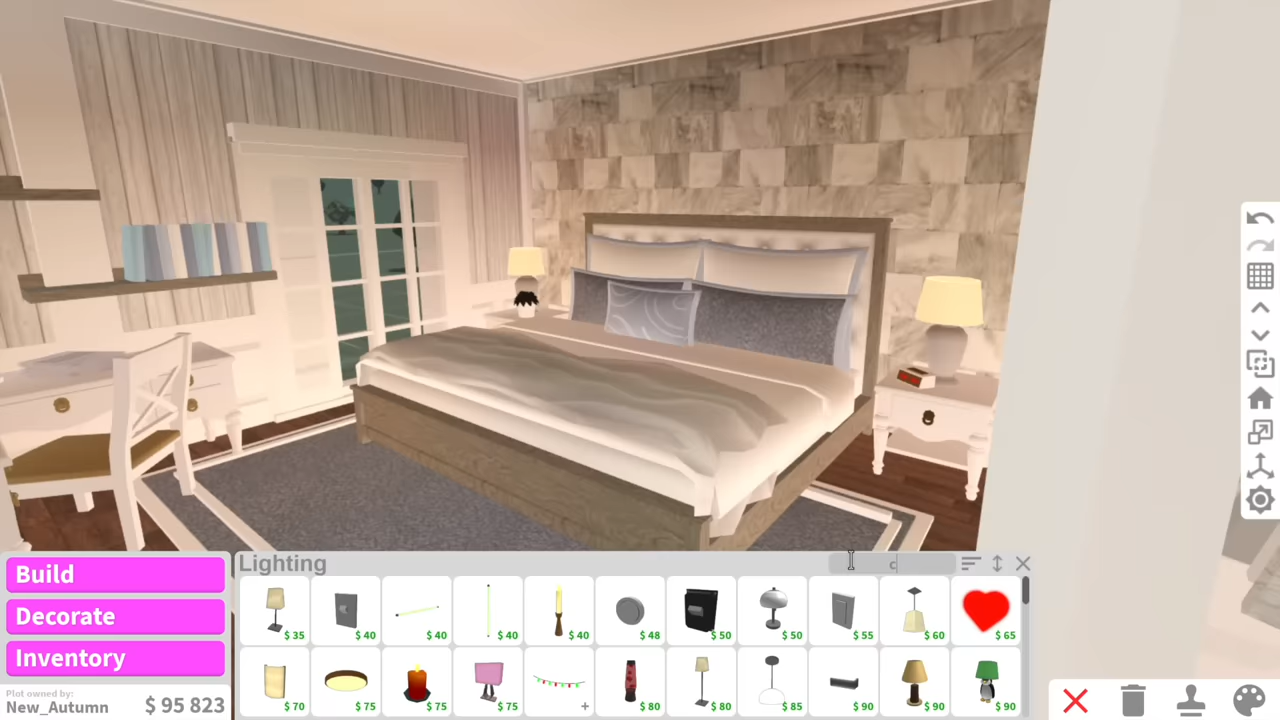 Lighting
c
Build
Decorate
Inventory
Plot owned by:
New_Autumn
$ 95 823
$ 35
$ 40
$ 40
$ 40
$ 40
$ 48
$ 50
$ 50
$ 55
$ 60
$ 65
$ 70
$ 75
$ 75
$ 75
+
$ 80
$ 80
$ 85
$ 90
$ 90
$ 90